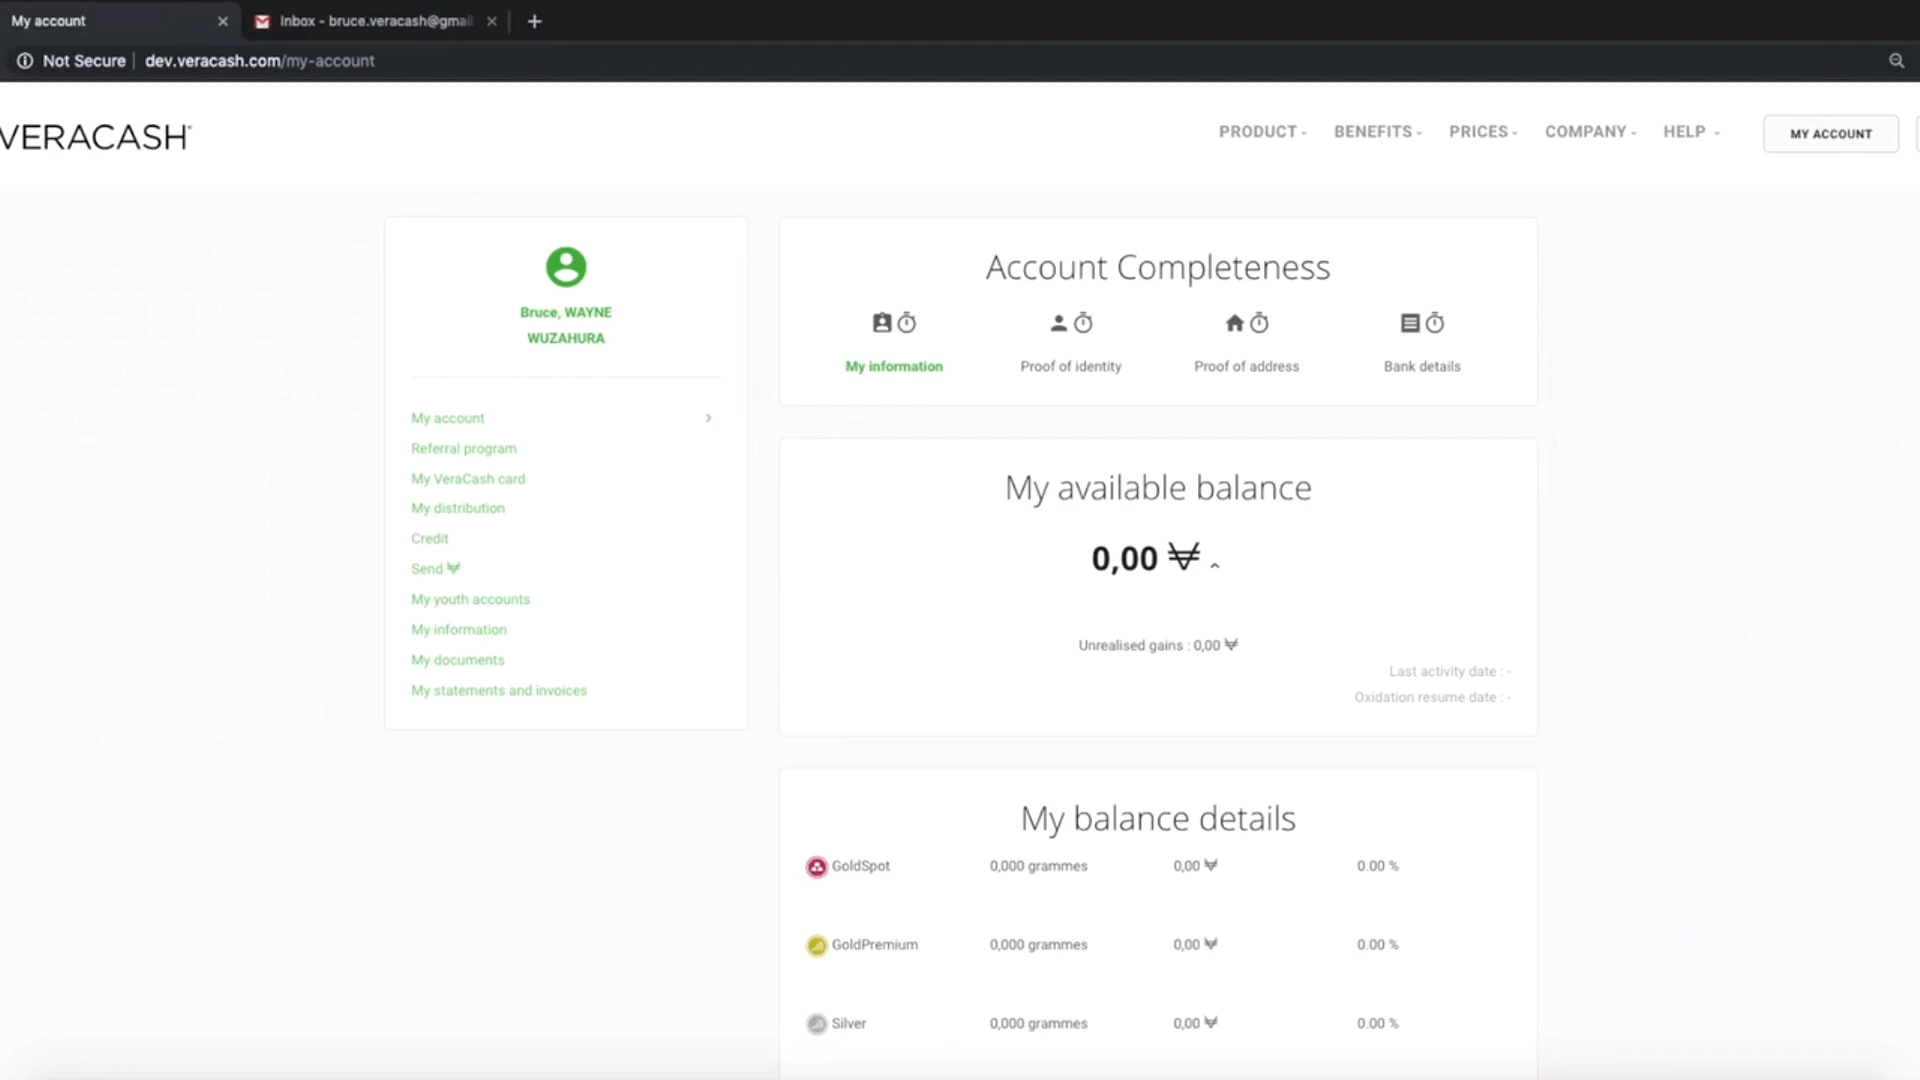 My account
Inbox - bruce.veracash@gmai
Not Secure
dev.veracash.com/my-account
VERACASH
PRODUCT
BENEFITS
PRICES
COMPANY
HELP
MY ACCOUNT
Bruce, WAYNE
WUZAHURA
My account
Referral program
My VeraCash card
My distribution
Credit
Send
My youth accounts
My information
My documents
My statements and invoices
Account Completeness
My information
Proof of identity
Proof of address
Bank details
My available balance
0,00
Unrealised gains : 0,00
Last activity date : -
Oxidation resume date : -
My balance details
GoldSpot 0,000 grammes 0,00 0.00 %
GoldPremium 0,000 grammes 0,00 0.00 %
Silver 0,000 grammes 0,00 0.00 %